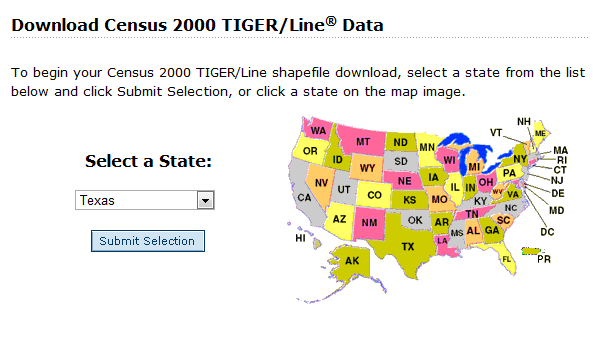 Download Census 2000 TIGER/Line® Data
To begin your Census 2000 TIGER/Line shapefile download, select a state from the list
below and click Submit Selection, or click a state on the map image.
Select a State:
Texas
Submit Selection
WA
MT
ND
MN
OR
ID
WY
SD
WI
MI
NY
VT
NH
ME
MA
RI
CT
NJ
DE
MD
DC
PR
NV
UT
CO
NE
IA
IL
IN
OH
PA
CA
AZ
NM
KS
MO
KY
WV
VA
OK
AR
TN
NC
SC
TX
LA
MS
AL
GA
FL
HI
AK